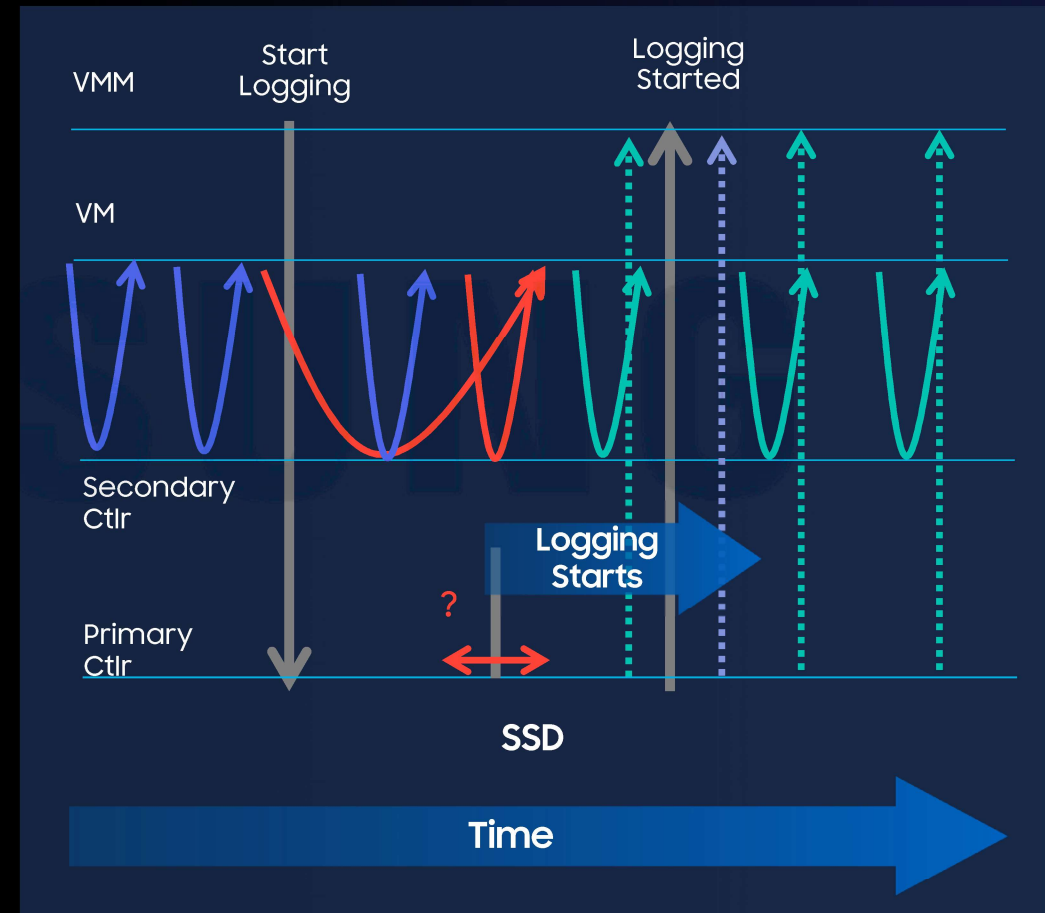 VMM
Start
Logging
Logging
Started
VM
Secondary
Ctlr
Logging
Starts
?
Primary
Ctlr
SSD
Time